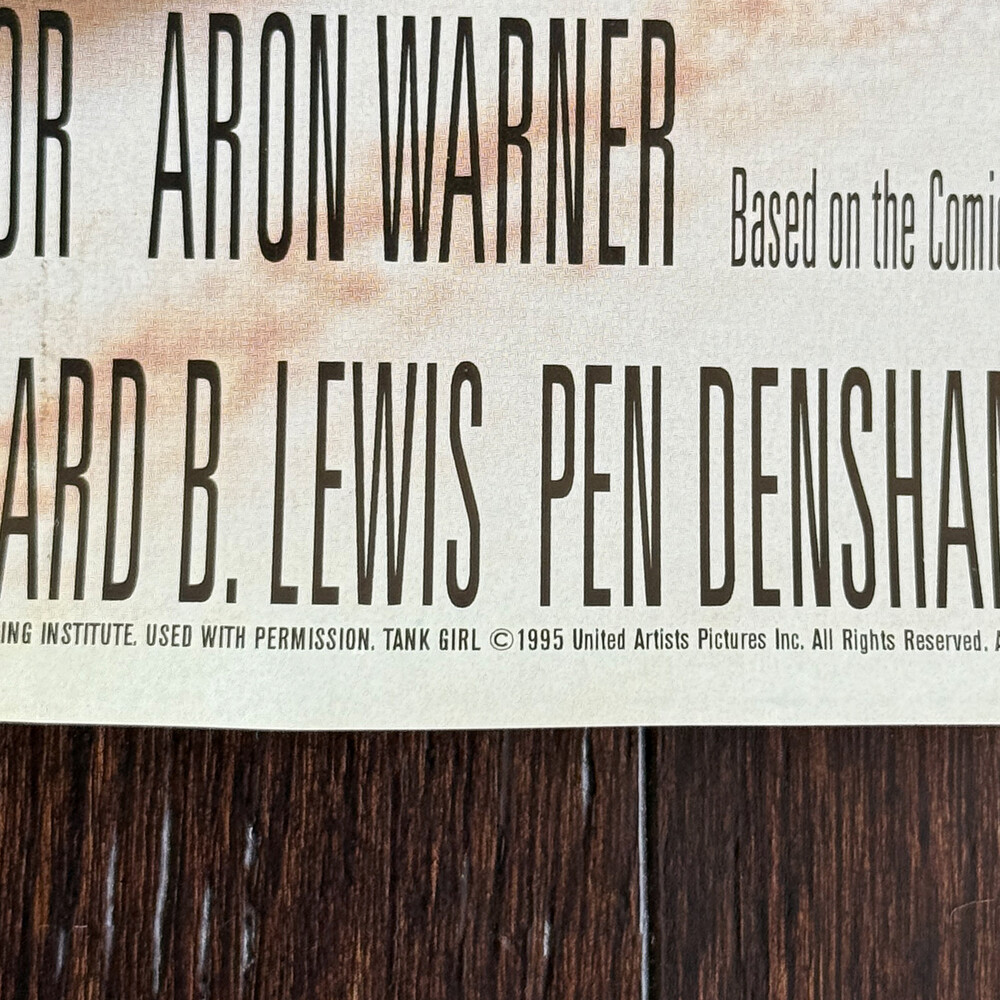 OR ARON WARNER Based on the Comic
ARD B. LEWIS PEN DENSHAM
ING INSTITUTE. USED WITH PERMISSION. TANK GIRL ©1995 United Artists Pictures Inc. All Rights Reserved. A